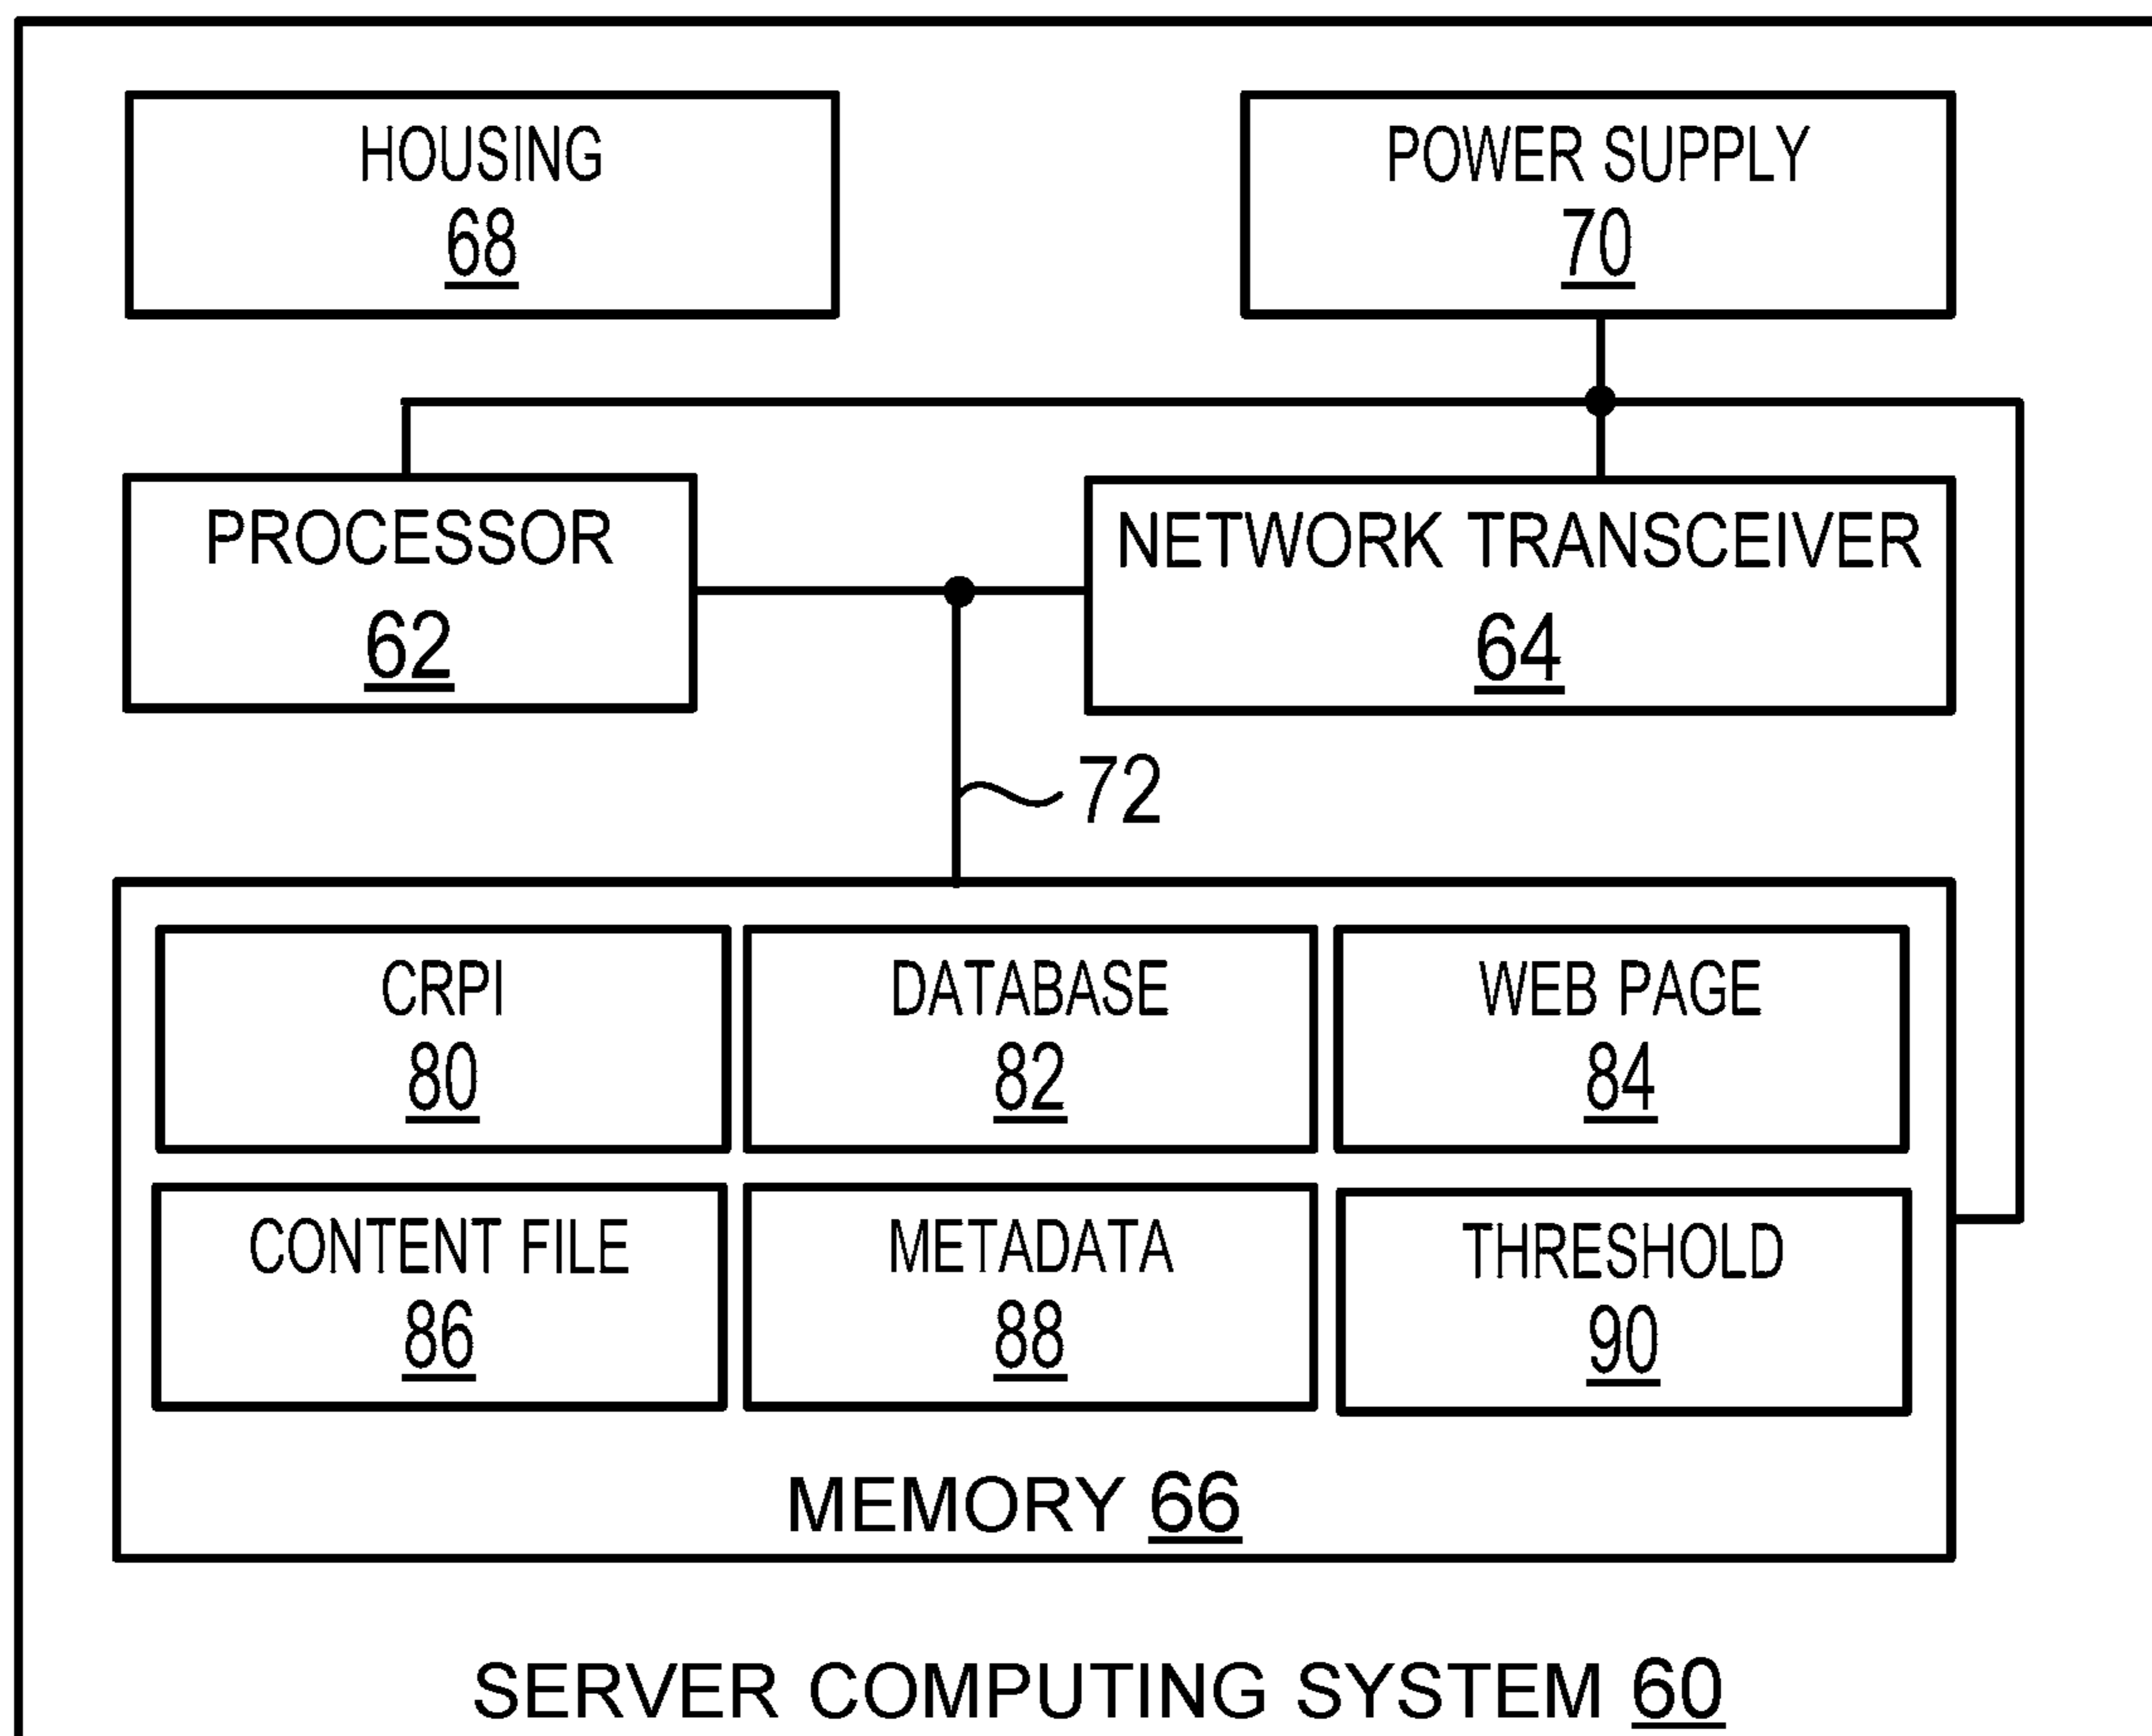 HOUSING
68
POWER SUPPLY
70
PROCESSOR
62
NETWORK TRANSCEIVER
64
72
CRPI
80
DATABASE
82
WEB PAGE
84
CONTENT FILE
86
METADATA
88
THRESHOLD
90
MEMORY 66
SERVER COMPUTING SYSTEM 60